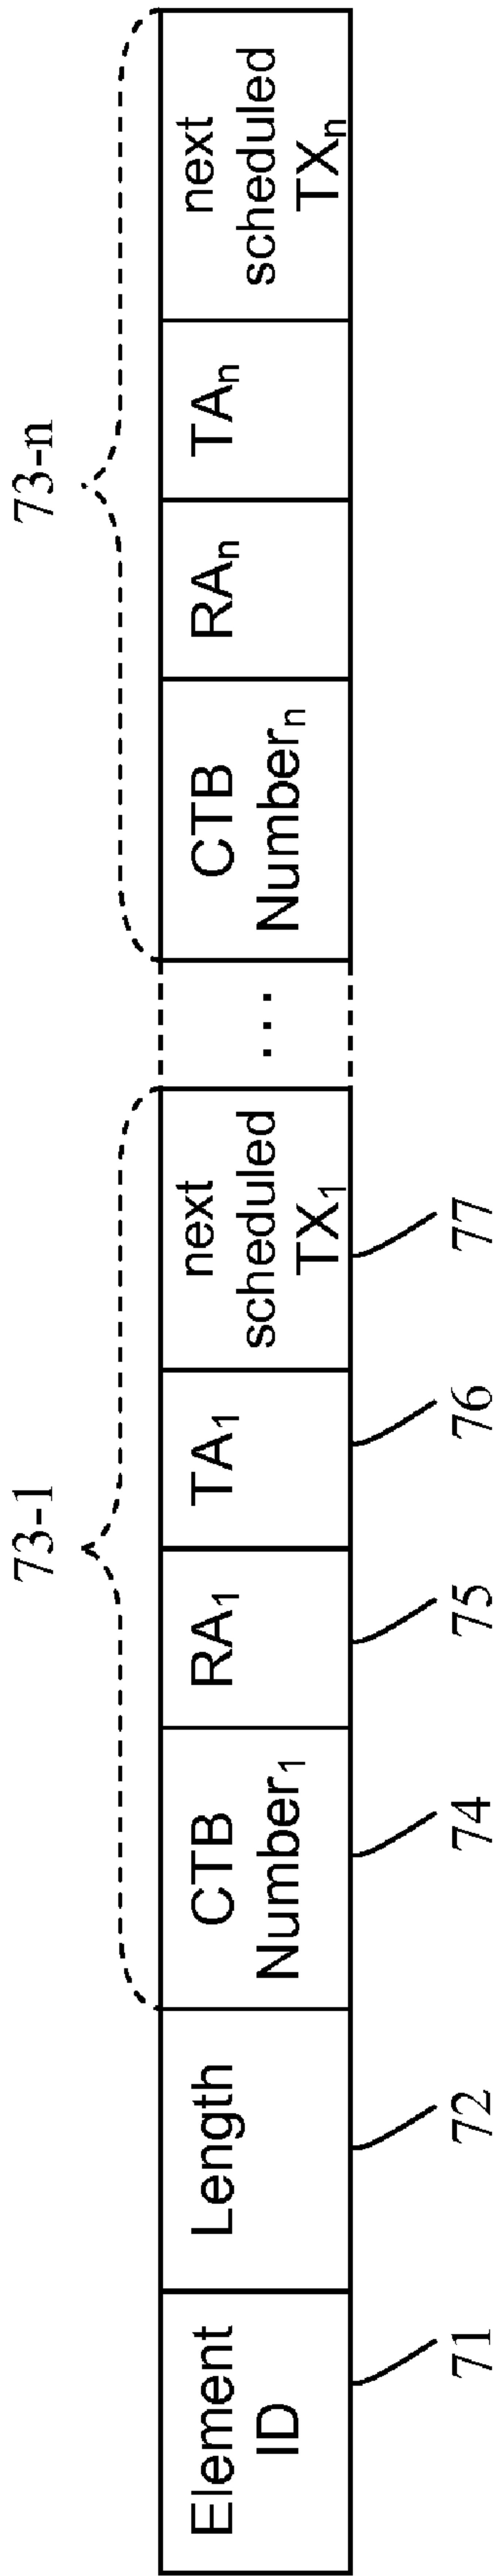 73-1
73-n
Element
ID
Length
CTB
Number₁
RA₁
TA₁
next
scheduled
TX₁
...
CTB
Numberₙ
RAₙ
TAₙ
next
scheduled
TXₙ
71
72
74
75
76
77